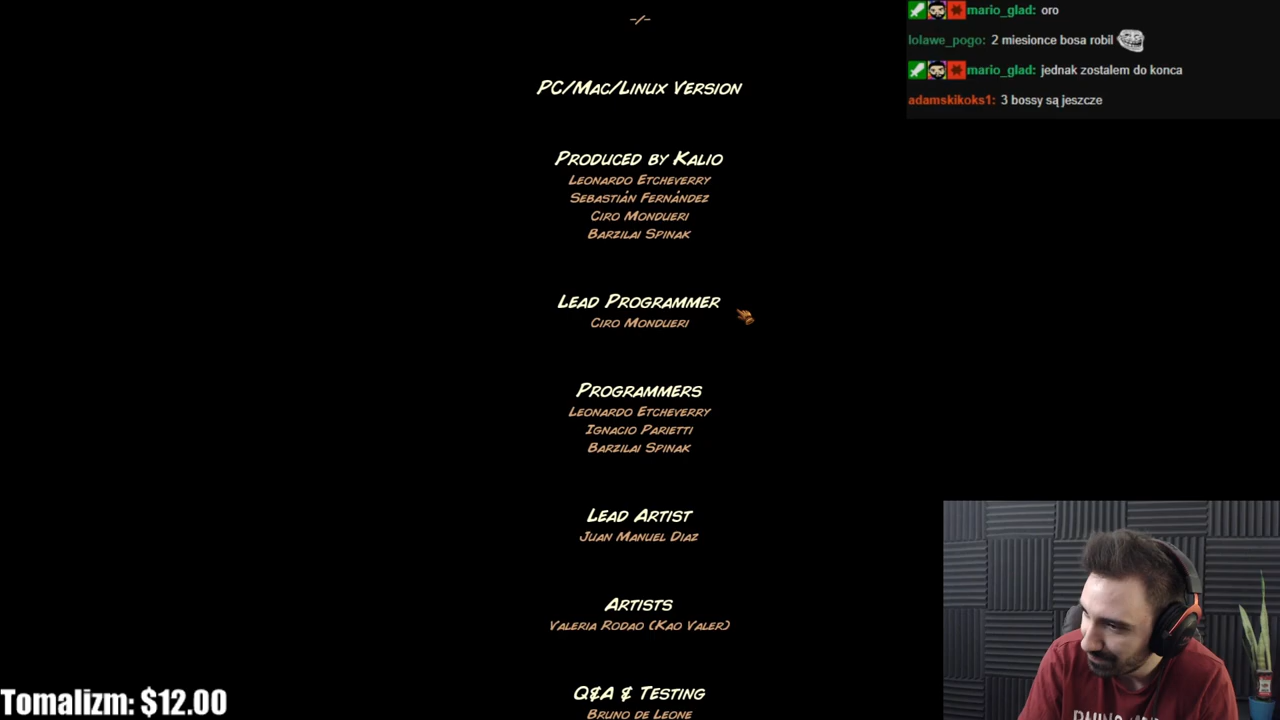 -/-
PC/Mac/Linux Version
Produced by Kalio
Leonardo Etcheverry
Sebastián Fernández
Ciro Mondueri
Barzilai Spinak
Lead Programmer
Ciro Mondueri
Programmers
Leonardo Etcheverry
Ignacio Parietti
Barzilai Spinak
Lead Artist
Juan Manuel Diaz
Artists
Valeria Rodao (Kao Valer)
Q&A & Testing
Bruno de Leone
mario_glad: oro
lolawe_pogo: 2 miesionce bosa robil
mario_glad: jednak zostalem do konca
adamskikoks1: 3 bossy są jeszcze
Tomalizm: $12.00